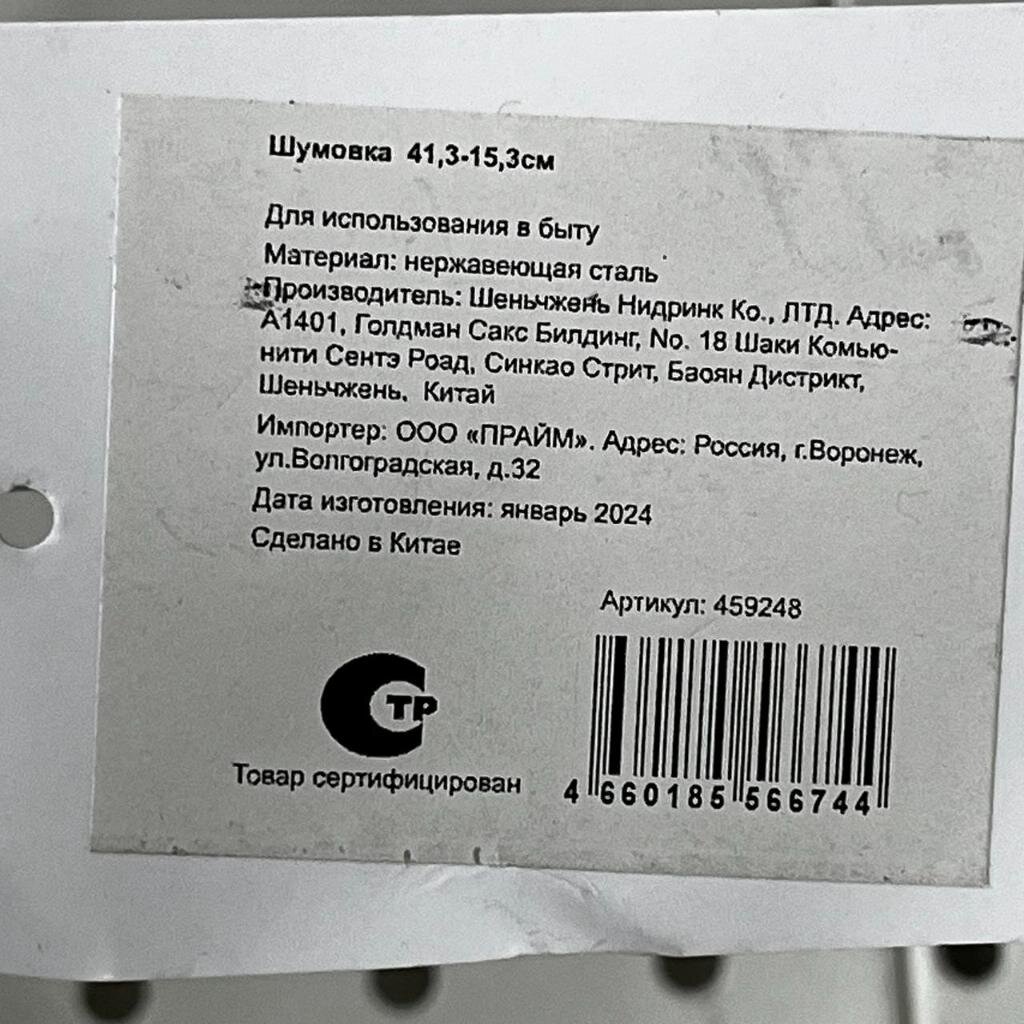 Шумовка 41,3-15,3см
Для использования в быту
Материал: нержавеющая сталь
Производитель: Шеньчжень Нидринк Ко., ЛТД. Адрес:
А1401, Голдман Сакс Билдинг, No. 18 Шаки Комью-
нити Сентэ Роад, Синкао Стрит, Баоян Дистрикт,
Шеньчжень, Китай
Импортер: ООО «ПРАЙМ». Адрес: Россия, г.Воронеж,
ул.Волгоградская, д.32
Дата изготовления: январь 2024
Сделано в Китае
Артикул: 459248
ТР
Товар сертифицирован
4 660185 566744